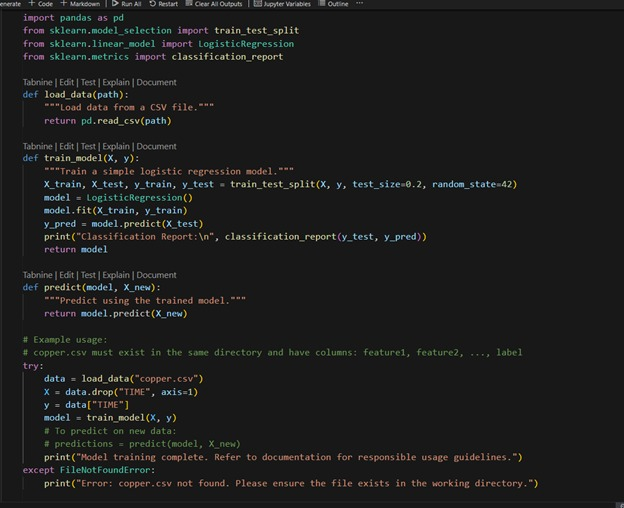 enerate + Code + Markdown Run All Restart Clear All Outputs Jupyter Variables Outline ...
import pandas as pd
from sklearn.model_selection import train_test_split
from sklearn.linear_model import LogisticRegression
from sklearn.metrics import classification_report
Tabnine | Edit | Test | Explain | Document
def load_data(path):
    """Load data from a CSV file."""
    return pd.read_csv(path)
Tabnine | Edit | Test | Explain | Document
def train_model(X, y):
    """Train a simple logistic regression model."""
    X_train, X_test, y_train, y_test = train_test_split(X, y, test_size=0.2, random_state=42)
    model = LogisticRegression()
    model.fit(X_train, y_train)
    y_pred = model.predict(X_test)
    print("Classification Report:\n", classification_report(y_test, y_pred))
    return model
Tabnine | Edit | Test | Explain | Document
def predict(model, X_new):
    """Predict using the trained model."""
    return model.predict(X_new)
# Example usage:
# copper.csv must exist in the same directory and have columns: feature1, feature2, ..., label
try:
    data = load_data("copper.csv")
    X = data.drop("TIME", axis=1)
    y = data["TIME"]
    model = train_model(X, y)
    # To predict on new data:
    # predictions = predict(model, X_new)
    print("Model training complete. Refer to documentation for responsible usage guidelines.")
except FileNotFoundError:
    print("Error: copper.csv not found. Please ensure the file exists in the working directory.")